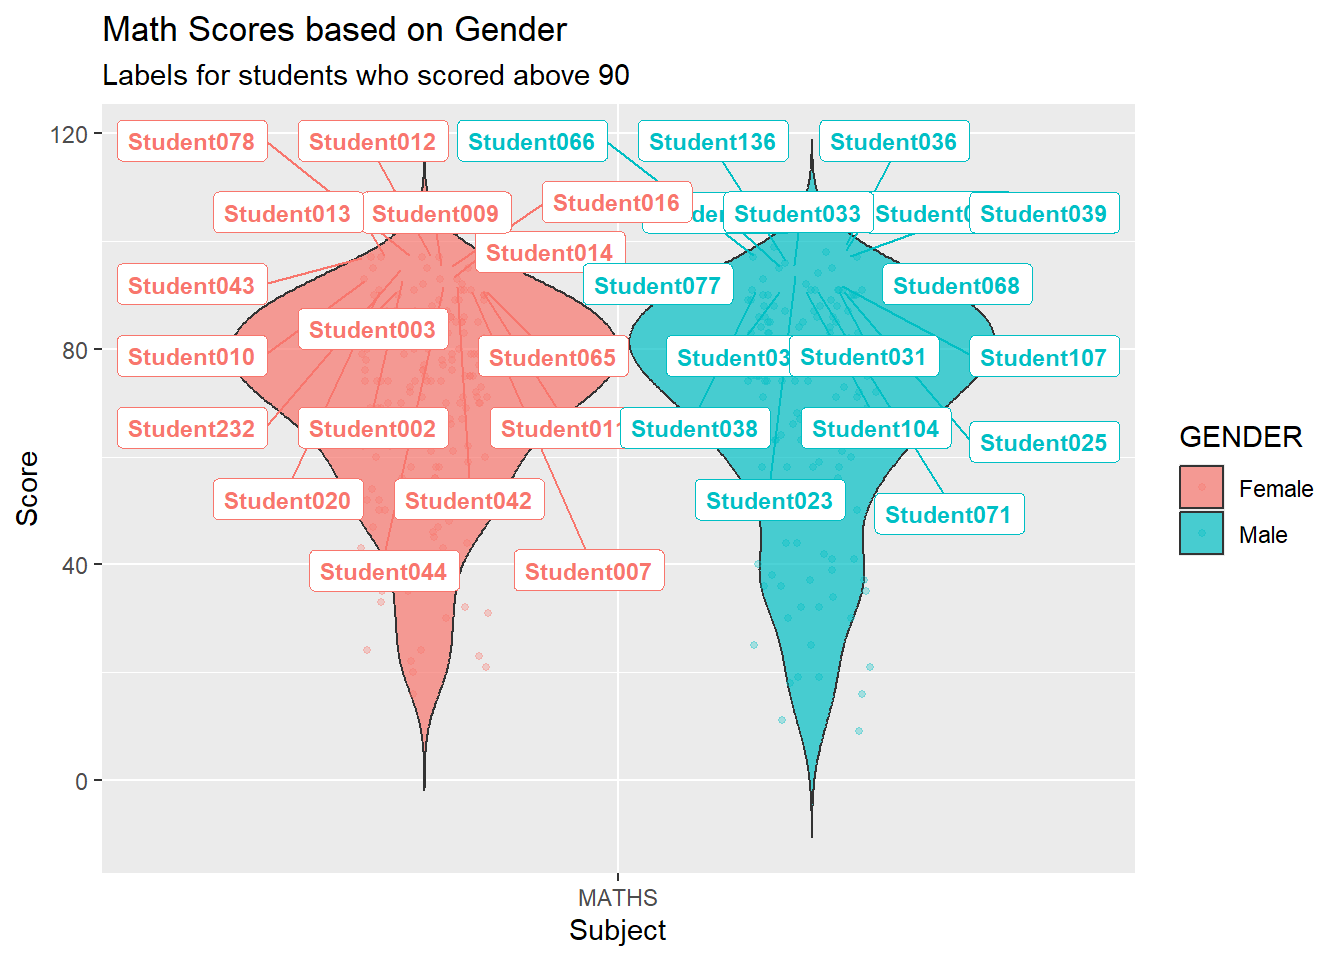 Math Scores based on Gender
Labels for students who scored above 90
120
80
40
0
Score
Student078
Student012
Student066
Student136
Student036
Student013
Student009
Student016
Student033
Student039
Student014
Student043
Student077
Student068
Student003
Student010
Student065
Student031
Student107
Student232
Student002
Student038
Student104
Student025
Student020
Student042
Student023
Student071
Student044
Student007
MATHS
Subject
GENDER
Female
Male